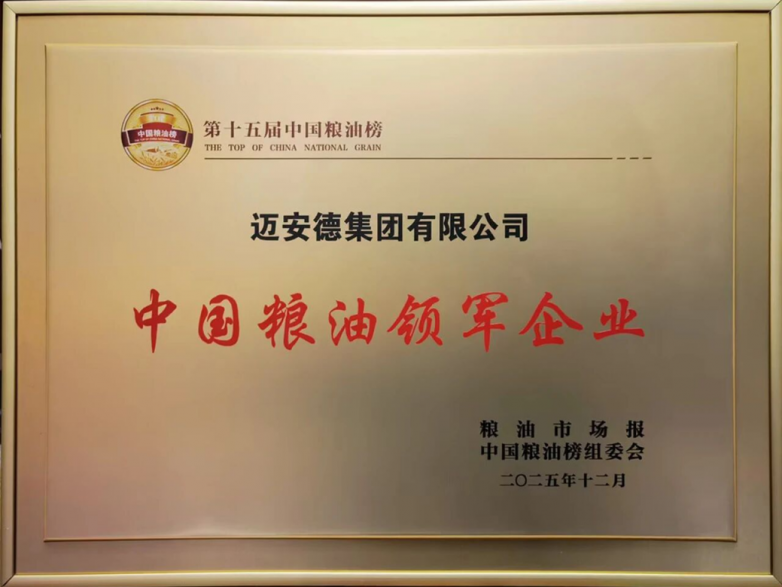 中国粮油榜
第十五届中国粮油榜
THE TOP OF CHINA NATIONAL GRAIN
迈安德集团有限公司
中国粮油领军企业
粮油市场报
中国粮油榜组委会
二〇二五年十二月